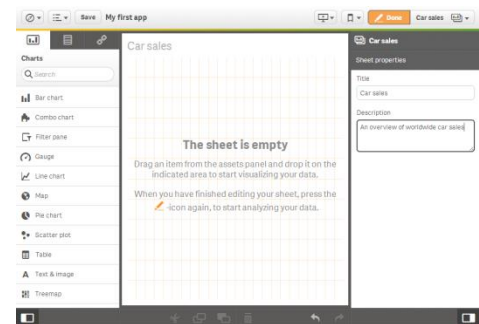 Save My first app
Done Car sales
Charts
Search
Bar chart
Combo chart
Filter pane
Gauge
Line chart
Map
Pie chart
Scatter plot
Table
Text & image
Treemap
Car sales
The sheet is empty
Drag an item from the assets panel and drop it on the
indicated area to start visualizing your data.
When you have finished editing your sheet, press the
-icon again, to start analyzing your data.
Car sales
Sheet properties
Title
Car sales
Description
An overview of worldwide car sales